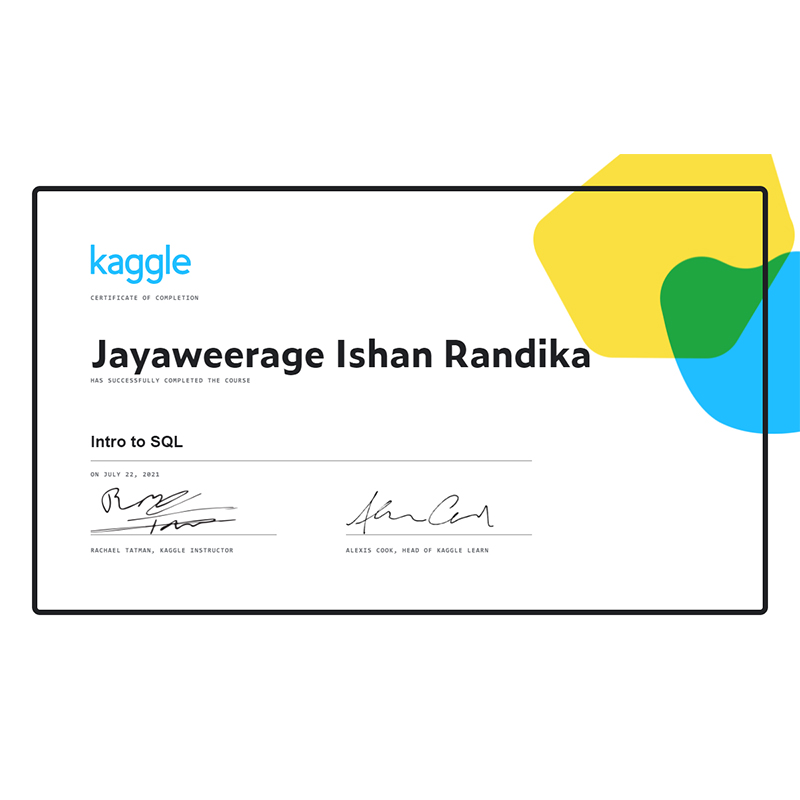 kaggle
CERTIFICATE OF COMPLETION
Jayaweerage Ishan Randika
HAS SUCCESSFULLY COMPLETED THE COURSE
Intro to SQL
ON JULY 22, 2021
RACHAEL TATMAN, KAGGLE INSTRUCTOR
ALEXIS COOK, HEAD OF KAGGLE LEARN